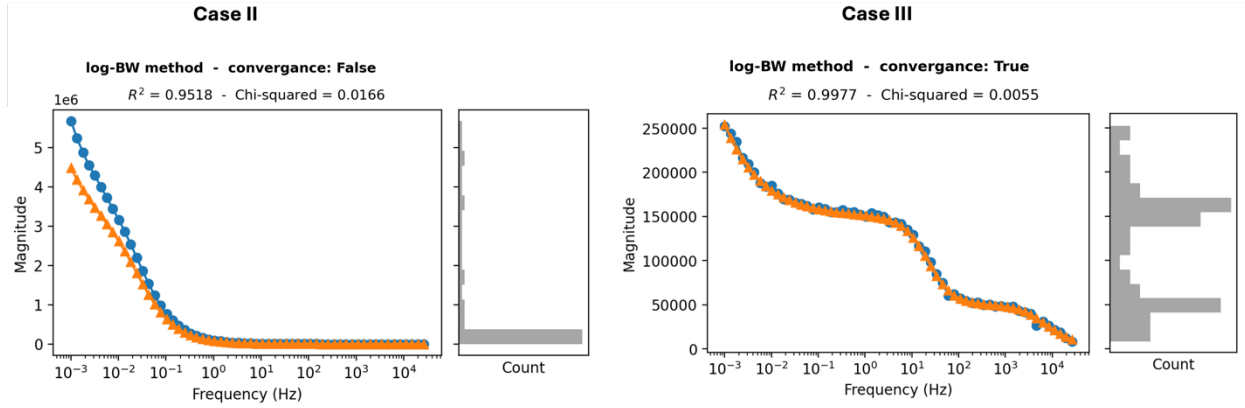 Case II
log-BW method - convergance: False
R² = 0.9518 - Chi-squared = 0.0166
1e6
5
4
3
2
1
0
Magnitude
10⁻³ 10⁻² 10⁻¹ 10⁰ 10¹ 10² 10³ 10⁴
Frequency (Hz)
Count
Case III
log-BW method - convergance: True
R² = 0.9977 - Chi-squared = 0.0055
250000
200000
150000
100000
50000
0
Magnitude
10⁻³ 10⁻² 10⁻¹ 10⁰ 10¹ 10² 10³ 10⁴
Frequency (Hz)
Count